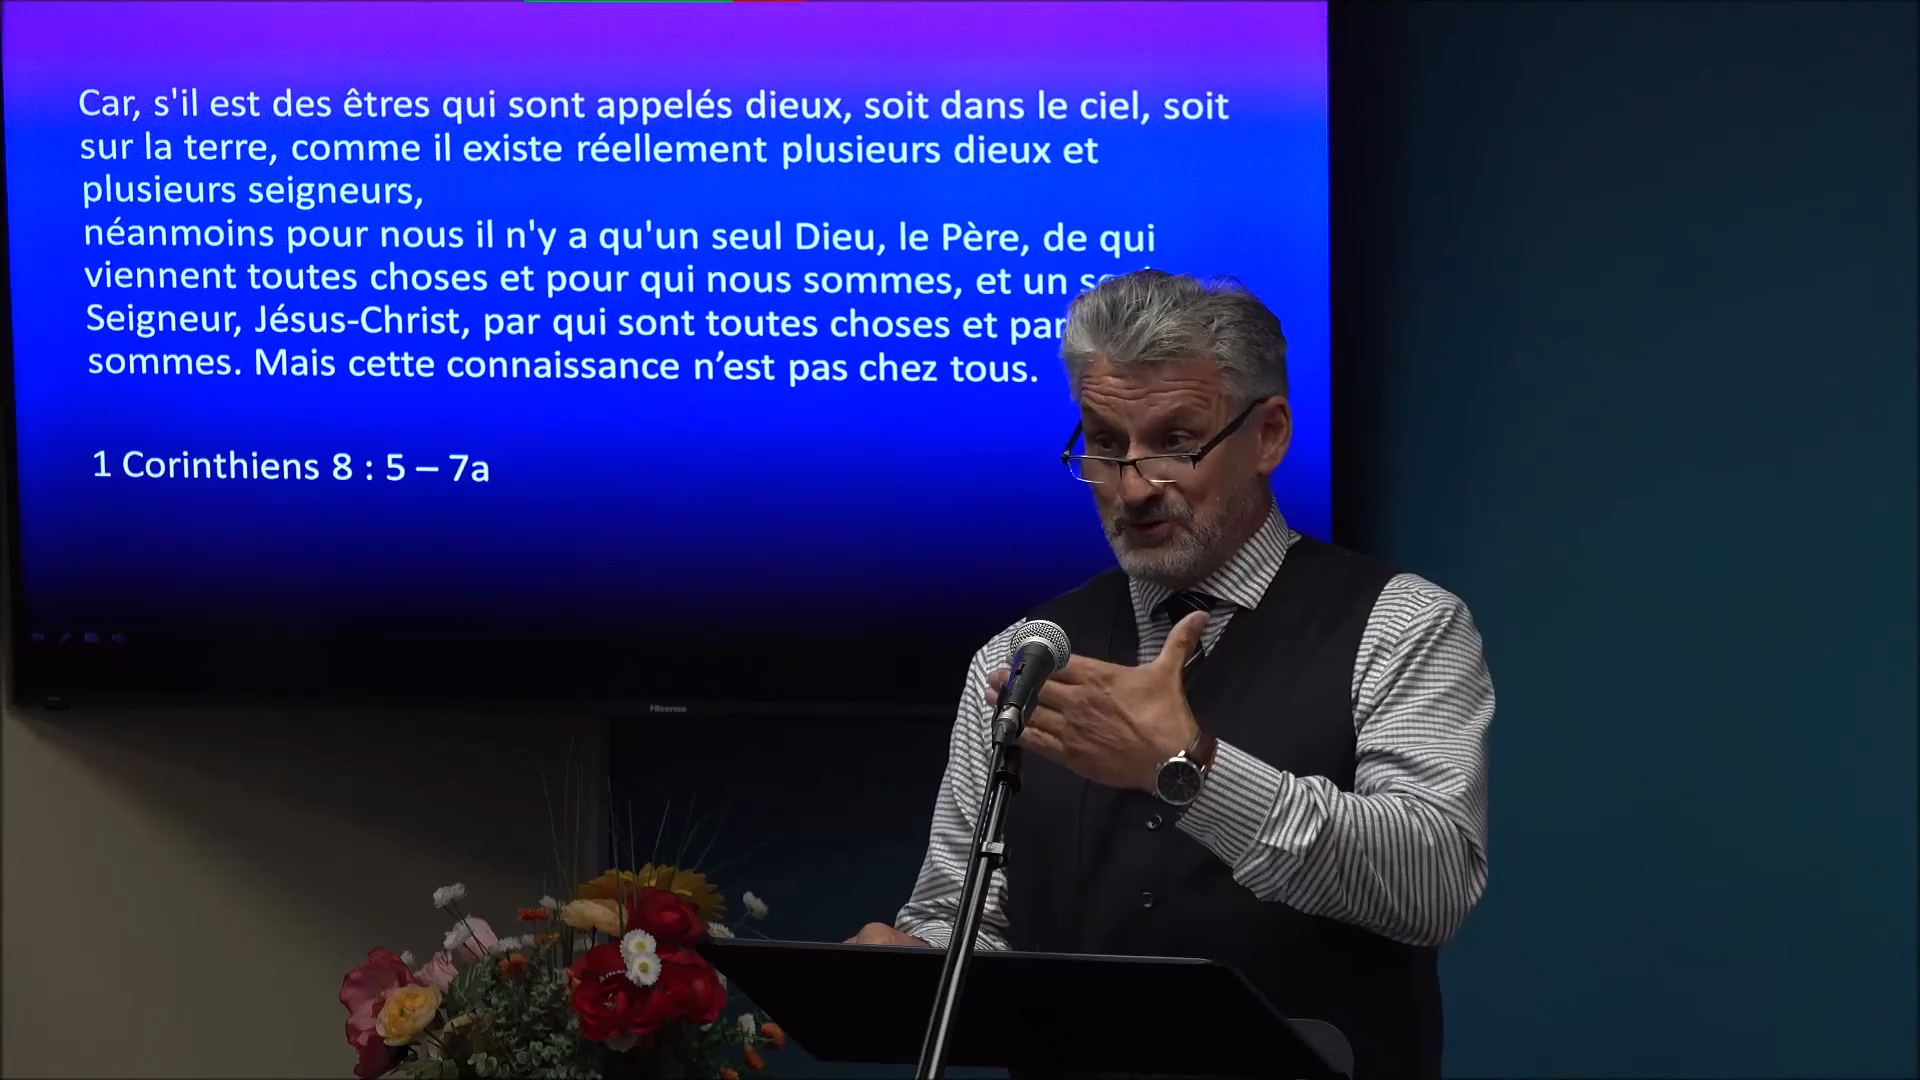 Car, s'il est des êtres qui sont appelés dieux, soit dans le ciel, soit
sur la terre, comme il existe réellement plusieurs dieux et
plusieurs seigneurs,
néanmoins pour nous il n'y a qu'un seul Dieu, le Père, de qui
viennent toutes choses et pour qui nous sommes, et un
Seigneur, Jésus-Christ, par qui sont toutes choses et par
sommes. Mais cette connaissance n’est pas chez tous.
1 Corinthiens 8 : 5 – 7a
Hisense